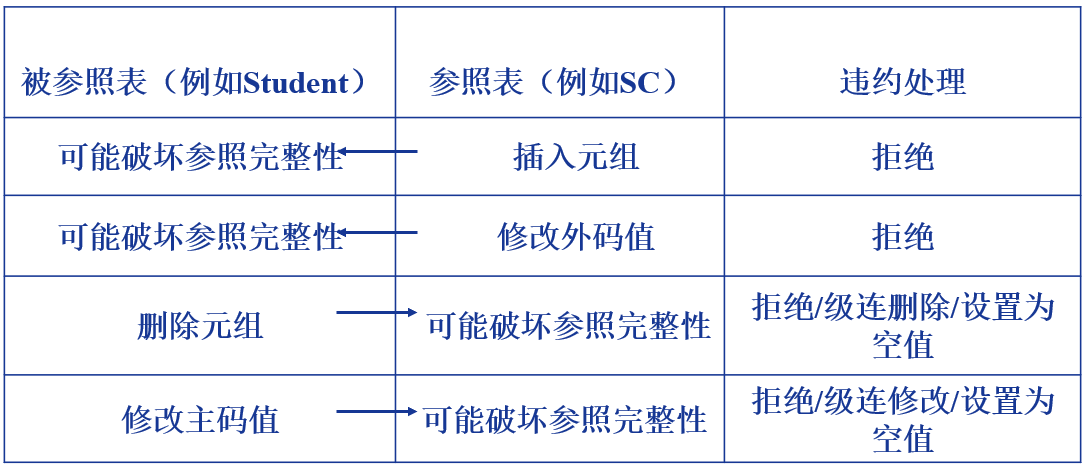 被参照表（例如Student） 参照表（例如SC） 违约处理
可能破坏参照完整性 插入元组 拒绝
可能破坏参照完整性 修改外码值 拒绝
删除元组 可能破坏参照完整性 拒绝/级连删除/设置为
空值
修改主码值 可能破坏参照完整性 拒绝/级连修改/设置为
空值